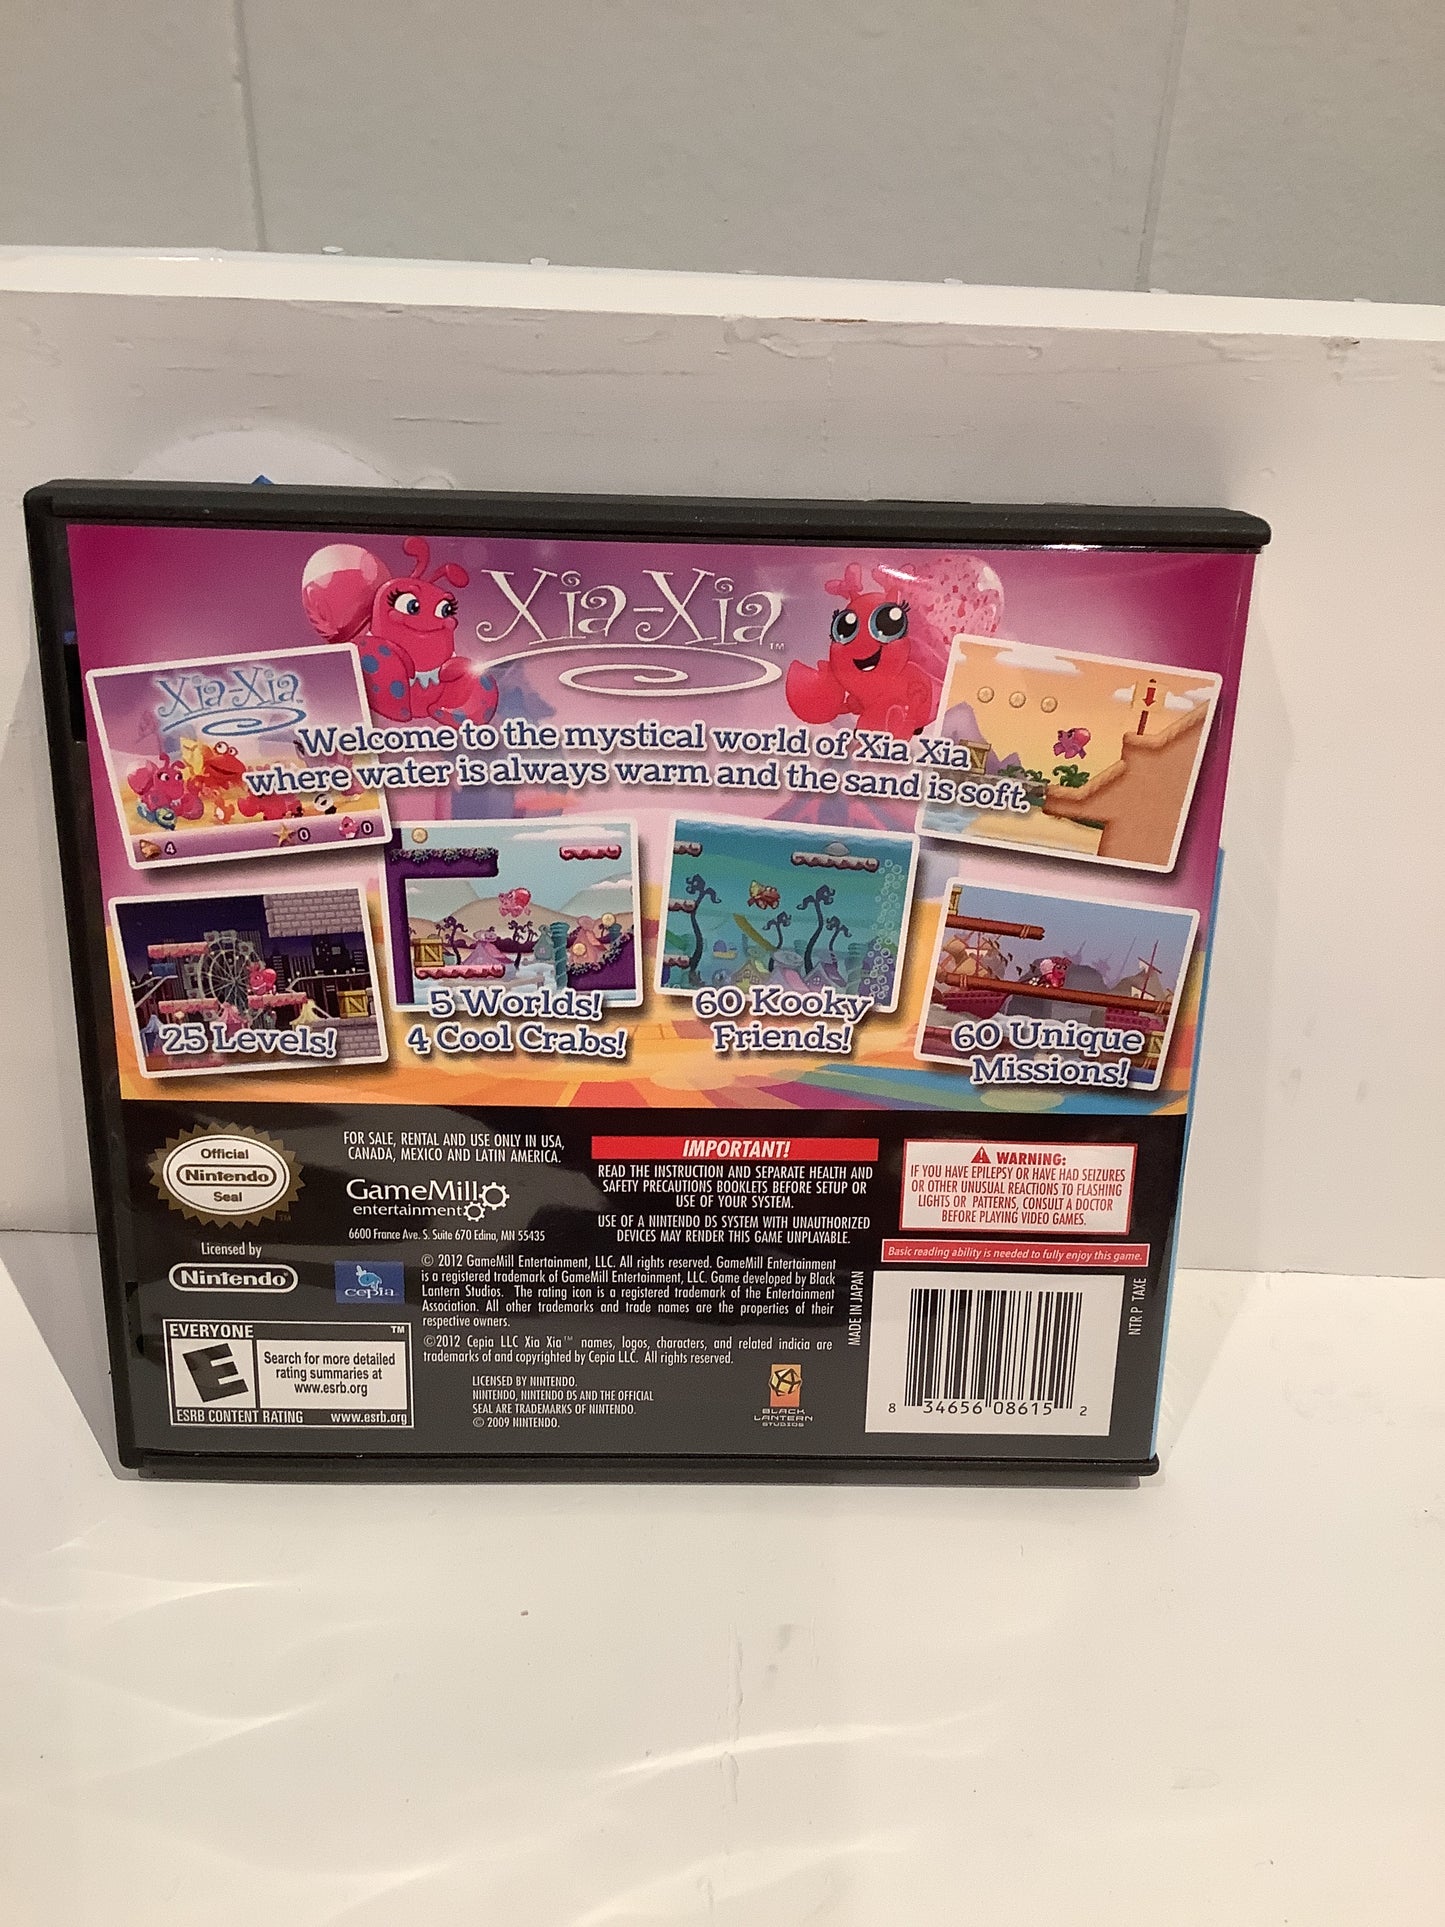 Xia-Xia™
Xia-Xia
Welcome to the mystical world of Xia Xia
where water is always warm and the sand is soft.
4
0
0
25 Levels!
5 Worlds!
4 Cool Crabs!
60 Kooky
Friends!
60 Unique
Missions!
Official
Nintendo
Seal
TM
Licensed by
Nintendo®
FOR SALE, RENTAL AND USE ONLY IN USA,
CANADA, MEXICO AND LATIN AMERICA.
GameMill
entertainment
6600 France Ave. S. Suite 670 Edina, MN 55435
IMPORTANT!
READ THE INSTRUCTION AND SEPARATE HEALTH AND
SAFETY PRECAUTIONS BOOKLETS BEFORE SETUP OR
USE OF YOUR SYSTEM.
USE OF A NINTENDO DS SYSTEM WITH UNAUTHORIZED
DEVICES MAY RENDER THIS GAME UNPLAYABLE.
WARNING:
IF YOU HAVE EPILEPSY OR HAVE HAD SEIZURES
OR OTHER UNUSUAL REACTIONS TO FLASHING
LIGHTS OR PATTERNS, CONSULT A DOCTOR
BEFORE PLAYING VIDEO GAMES.
Basic reading ability is needed to fully enjoy this game.
cepia
© 2012 GameMill Entertainment, LLC. All rights reserved. GameMill Entertainment
is a registered trademark of GameMill Entertainment, LLC. Game developed by Black
Lantern Studios. The rating icon is a registered trademark of the Entertainment
Association. All other trademarks and trade names are the properties of their
respective owners.
©2012 Cepia LLC Xia Xia™ names, logos, characters, and related indicia are
trademarks of and copyrighted by Cepia LLC. All rights reserved.
LICENSED BY NINTENDO.
NINTENDO, NINTENDO DS AND THE OFFICIAL
SEAL ARE TRADEMARKS OF NINTENDO.
© 2009 NINTENDO.
EVERYONE
TM
E
Search for more detailed
rating summaries at
www.esrb.org
ESRB CONTENT RATING www.esrb.org
BLACK
LANTERN
STUDIOS
MADE IN JAPAN
NTR P TAXE
8 34656 08615 2